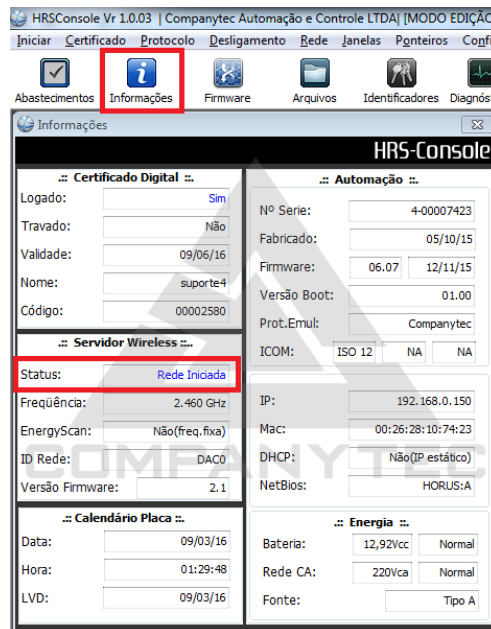 HRSConsole Vr 1.0.03 | Companytec Automação e Controle LTDA| [MODO EDIÇÃO
Iniciar Certificado Protocolo Desligamento Rede Janelas Ponteiros Confi
Abastecimentos Informações Firmware Arquivos Identificadores Diagnós
Informações
HRS-Console
.:: Certificado Digital ::.
Logado: Sim
Travado: Não
Validade: 09/06/16
Nome: suporte4
Código: 00002580
.:: Servidor Wireless ::..
Status: Rede Iniciada
Freqüência: 2.460 GHz
EnergyScan: Não(freq.fixa)
ID Rede: DAC0
Versão Firmware: 2.1
.:: Calendário Placa ::.
Data: 09/03/16
Hora: 01:29:48
LVD: 09/03/16
.:: Automação ::.
Nº Serie: 4-00007423
Fabricado: 05/10/15
Firmware: 06.07 12/11/15
Versão Boot: 01.00
Prot.Emul: Companytec
ICOM: ISO 12 NA NA
IP: 192.168.0.150
Mac: 00:26:28:10:74:23
DHCP: Não(IP estático)
NetBios: HORUS:A
.:: Energia ::.
Bateria: 12,92Vcc Normal
Rede CA: 220Vca Normal
Fonte: Tipo A
COMPANYTEC